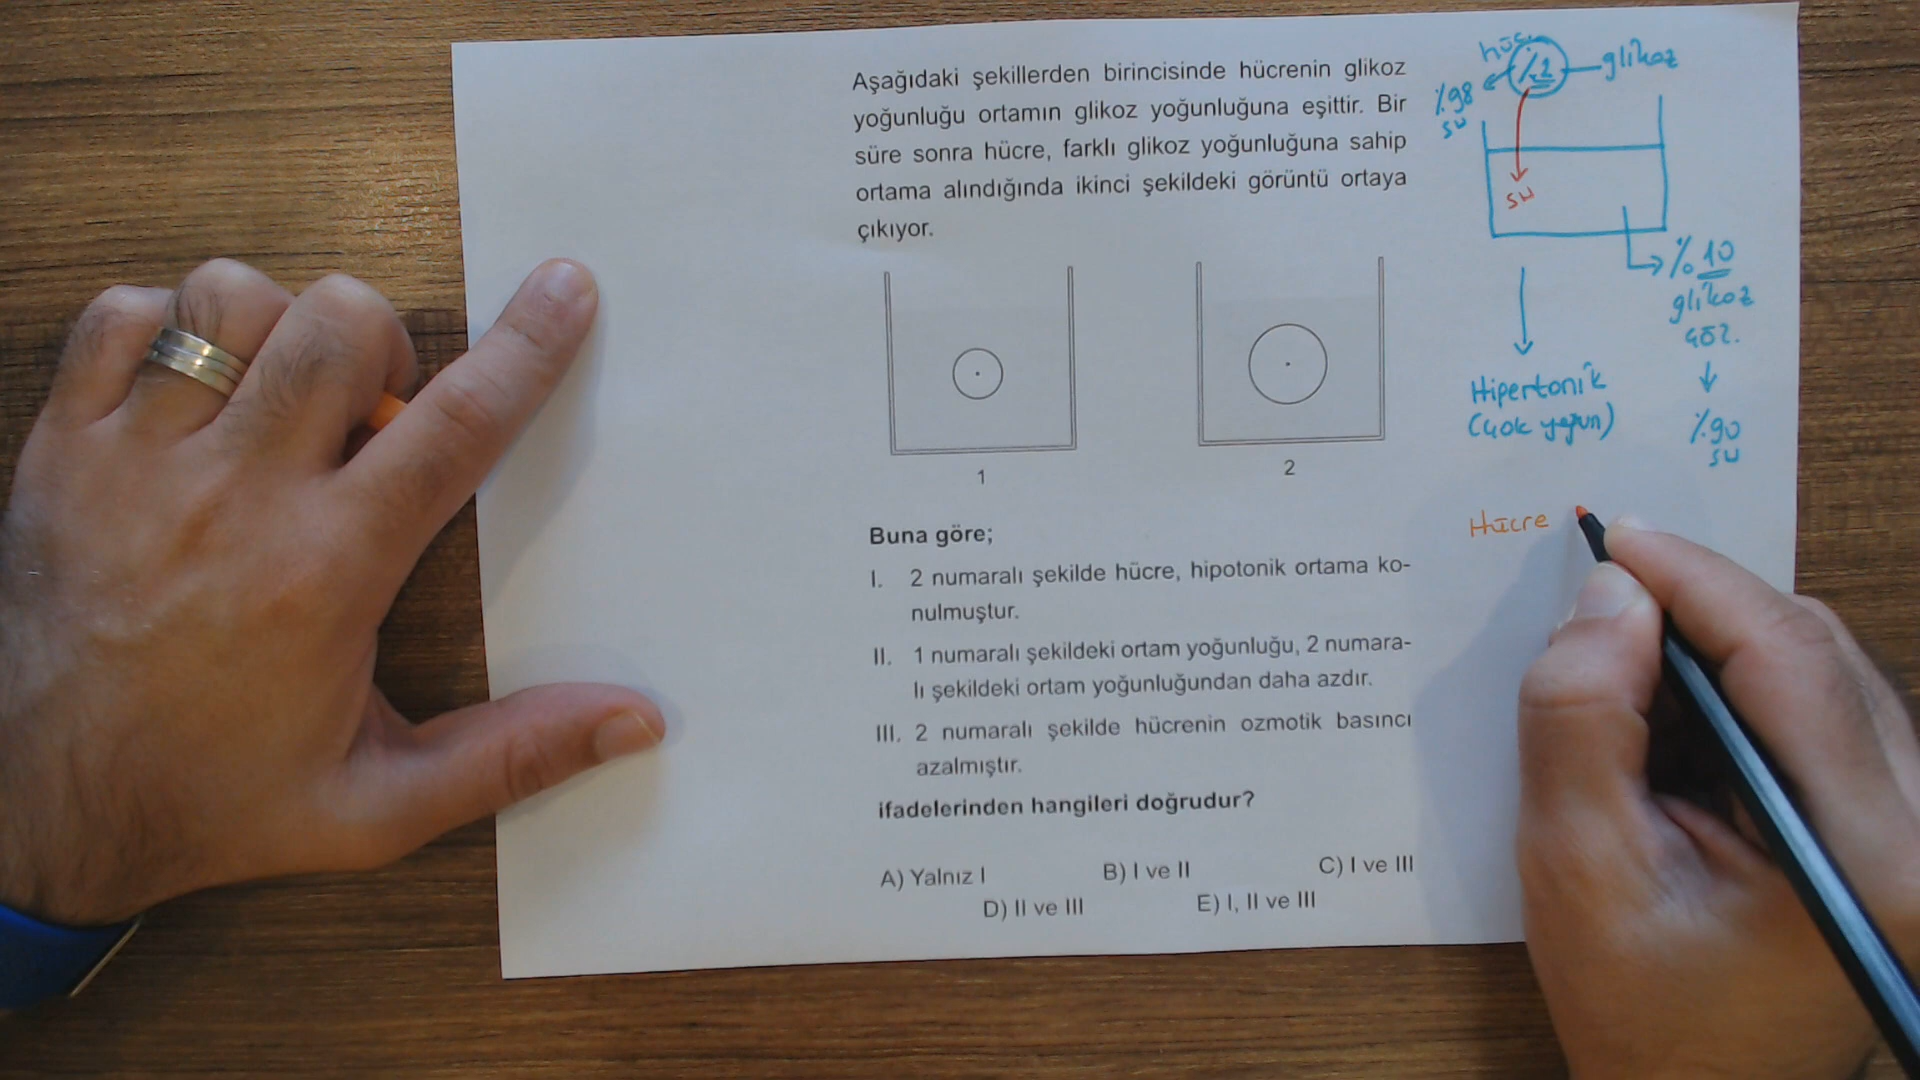 Aşağıdaki şekillerden birincisinde hücrenin glikoz
yoğunluğu ortamın glikoz yoğunluğuna eşittir. Bir
süre sonra hücre, farklı glikoz yoğunluğuna sahip
ortama alındığında ikinci şekildeki görüntü ortaya
çıkıyor.
1
2
Buna göre;
I. 2 numaralı şekilde hücre, hipotonik ortama ko-
nulmuştur.
II. 1 numaralı şekildeki ortam yoğunluğu, 2 numara-
lı şekildeki ortam yoğunluğundan daha azdır.
III. 2 numaralı şekilde hücrenin ozmotik basıncı
azalmıştır.
ifadelerinden hangileri doğrudur?
A) Yalnız I
B) I ve II
C) I ve III
D) II ve III
E) I, II ve III
%2
glikoz
%98
su
su
%10
glikoz
çöz.
%90
su
Hipertonik
(çok yoğun)
Hücre